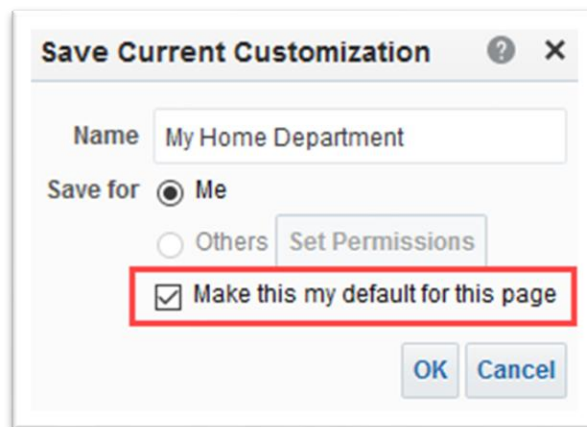 Save Current Customization ?
Name My Home Department
Save for Me
Others Set Permissions
Make this my default for this page
OK Cancel